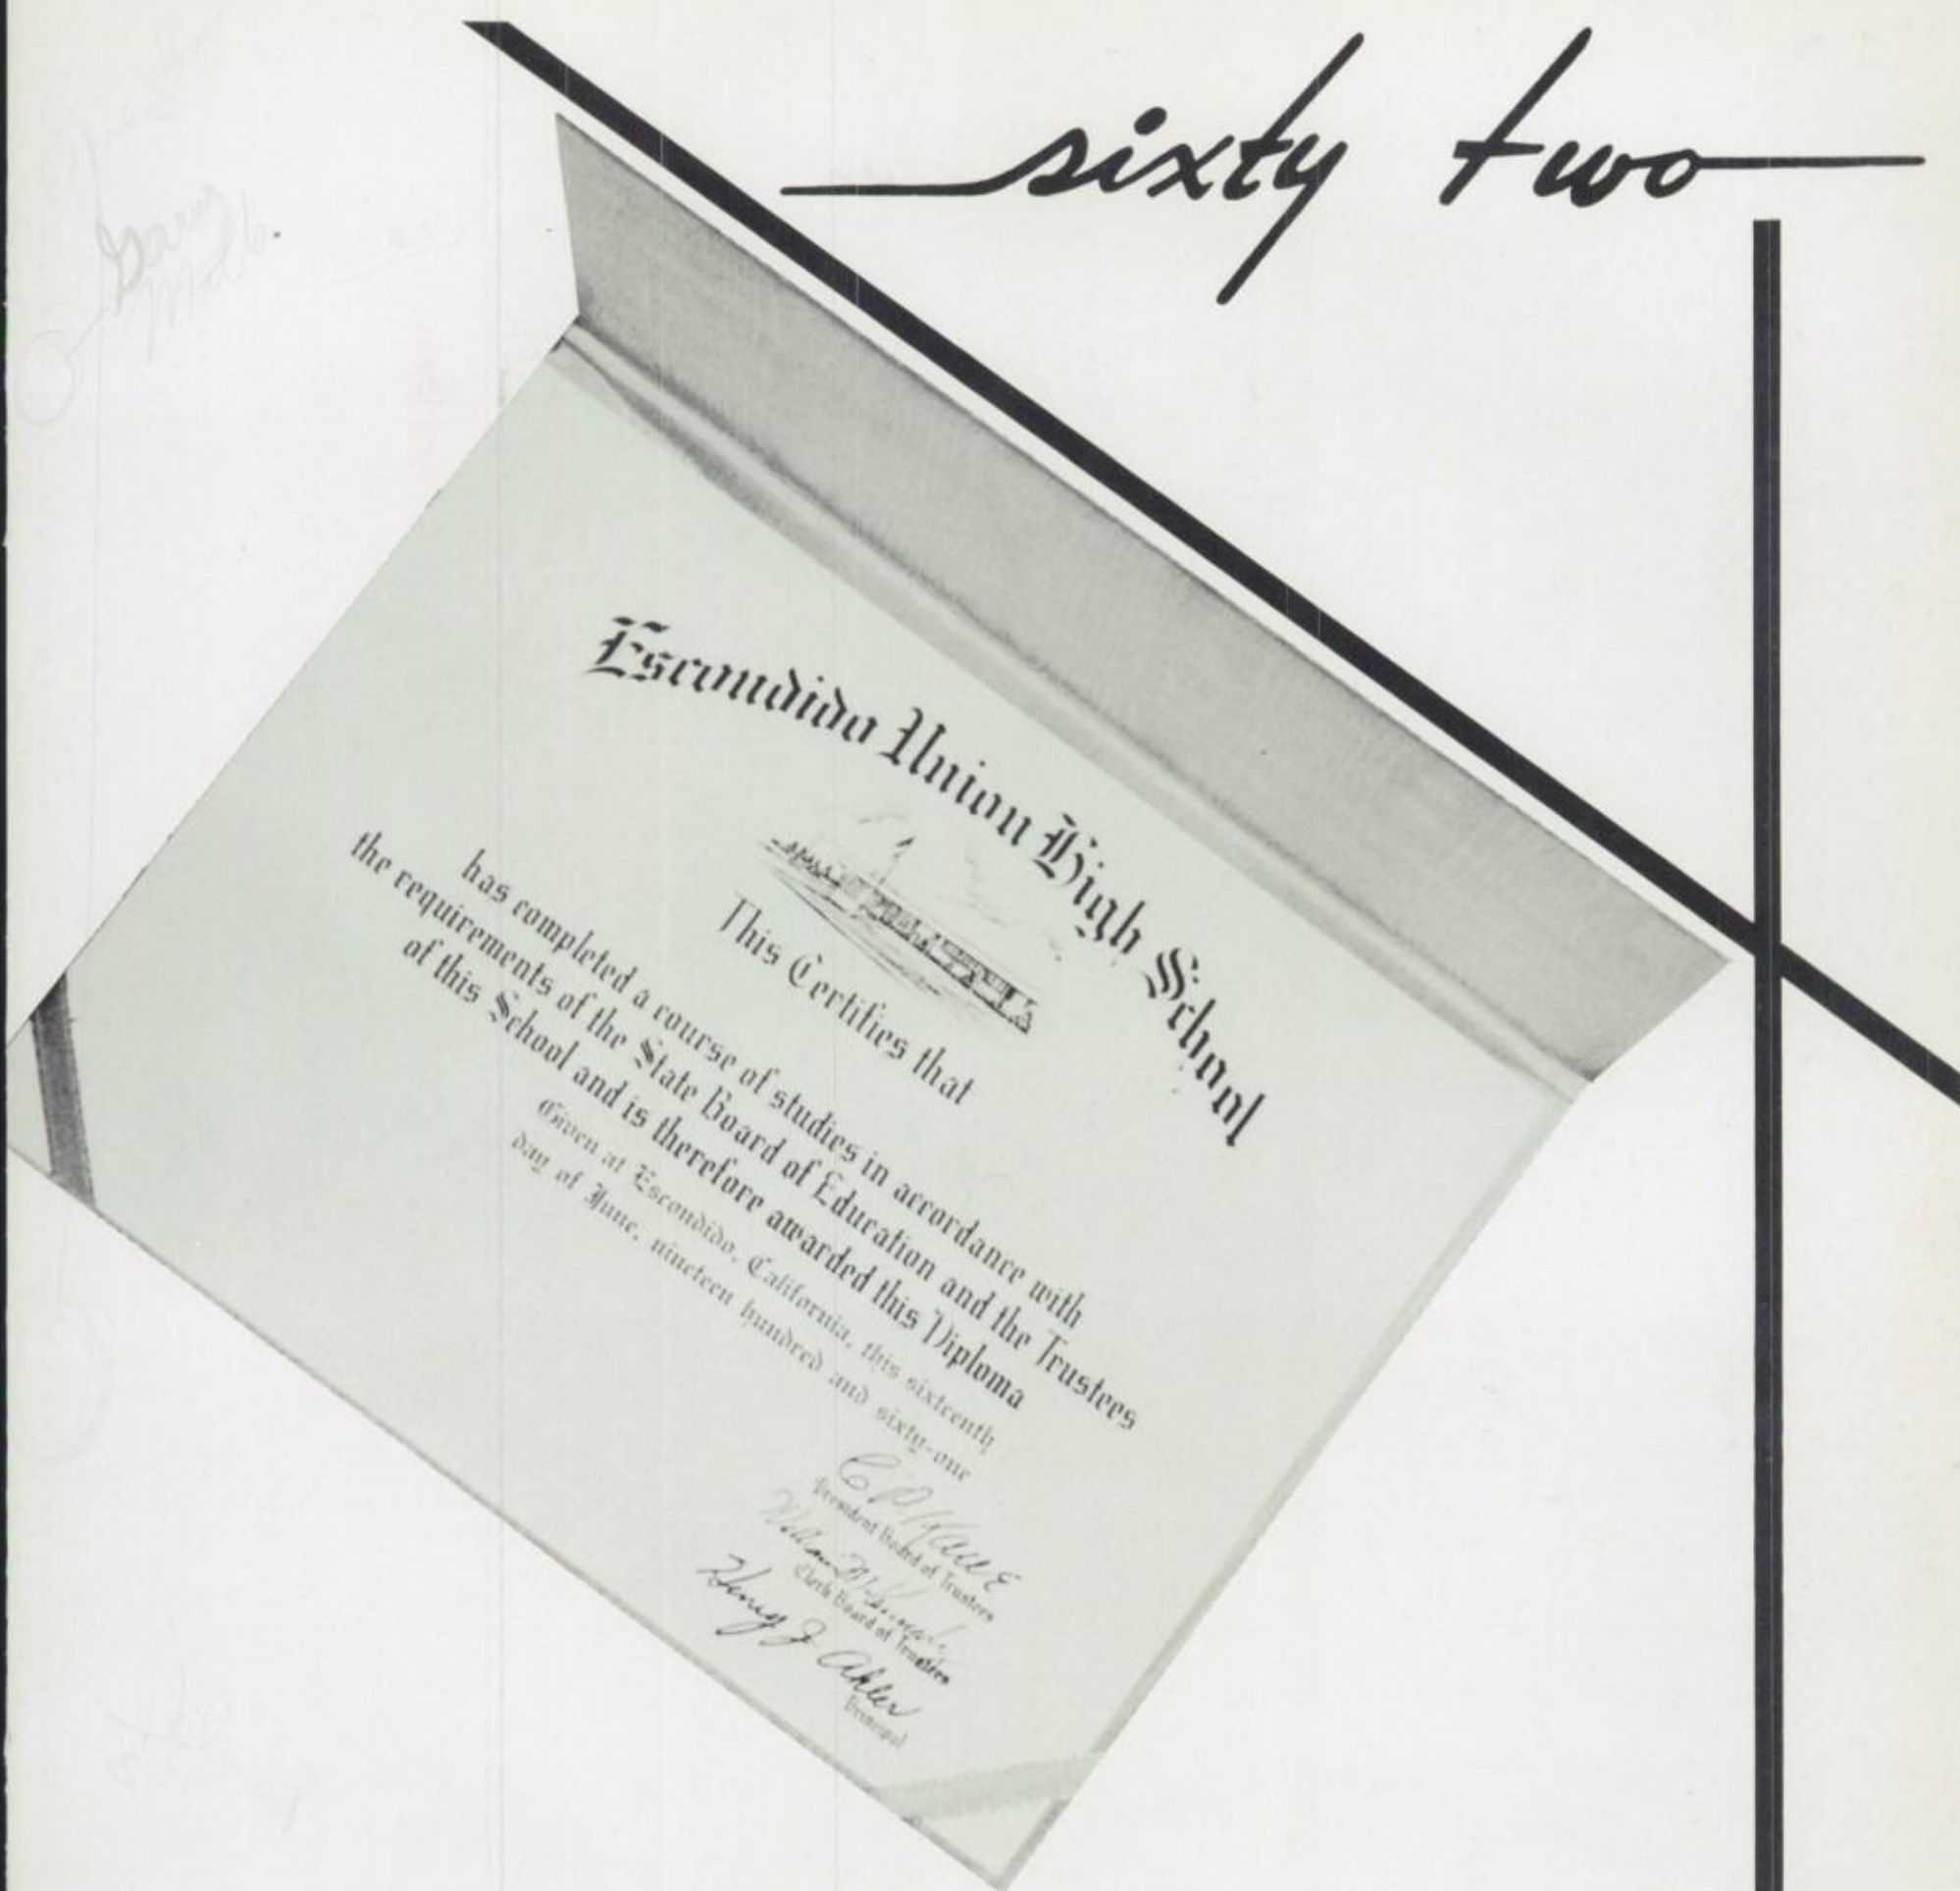 sixty two
Escondido Union High School
This Certifies that
has completed a course of studies in accordance with
the requirements of the State Board of Education and the Trustees
of this School and is therefore awarded this Diploma
Given at Escondido, California, this sixteenth
day of June, nineteen hundred and sixty-one
President Board of Trustees
Clerk Board of Trustees
Henry J Ahler
Principal